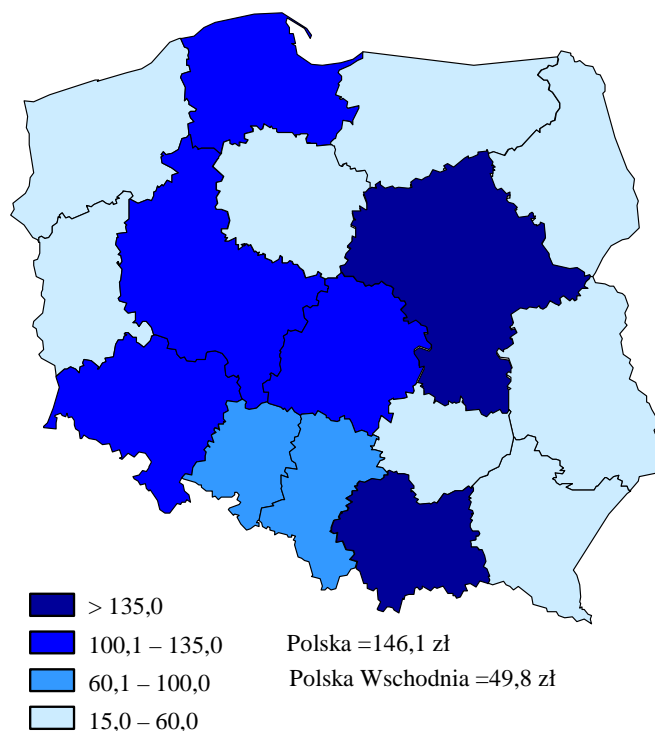 > 135,0
100,1 – 135,0
Polska =146,1 zł
60,1 – 100,0
Polska Wschodnia =49,8 zł
15,0 – 60,0